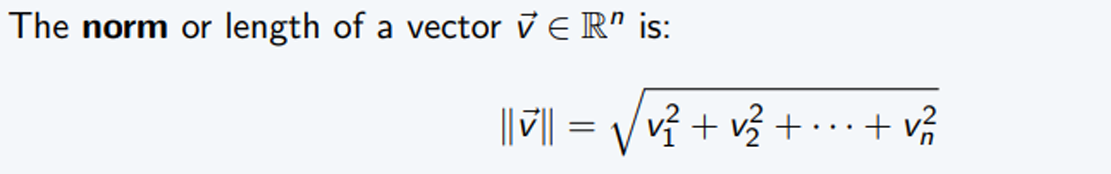 The norm or length of a vector v⃗ ∈ ℝⁿ is:
‖v⃗‖ = √(v₁² + v₂² + ⋯ + vₙ²)